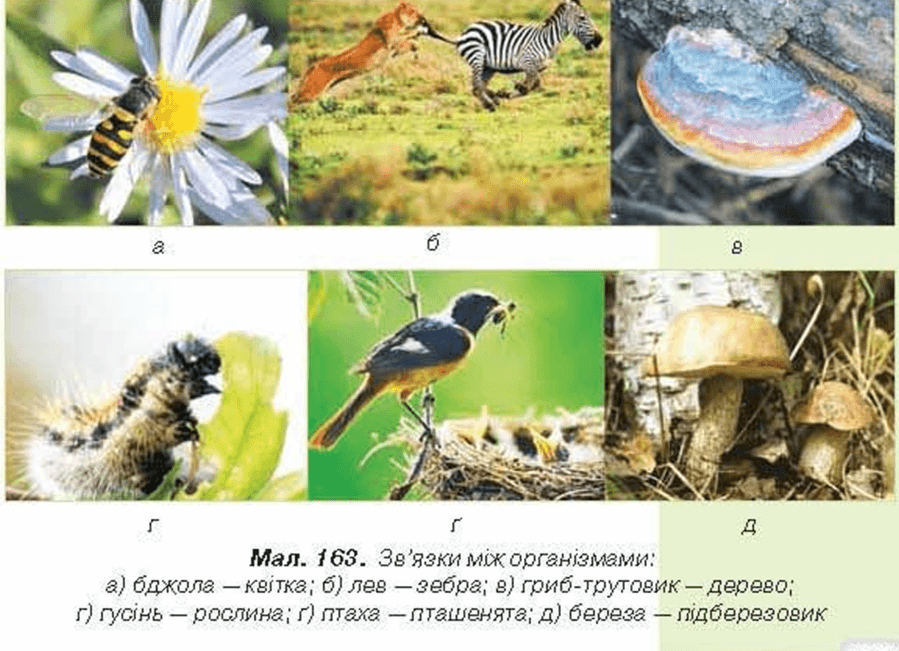 а
б
в
г
ґ
д
Мал. 163. Зв'язки між організмами:
а) бджола – квітка; б) лев – зебра; в) гриб-трутовик – дерево;
г) гусінь – рослина; ґ) птаха – пташенята; д) береза – підберезовик